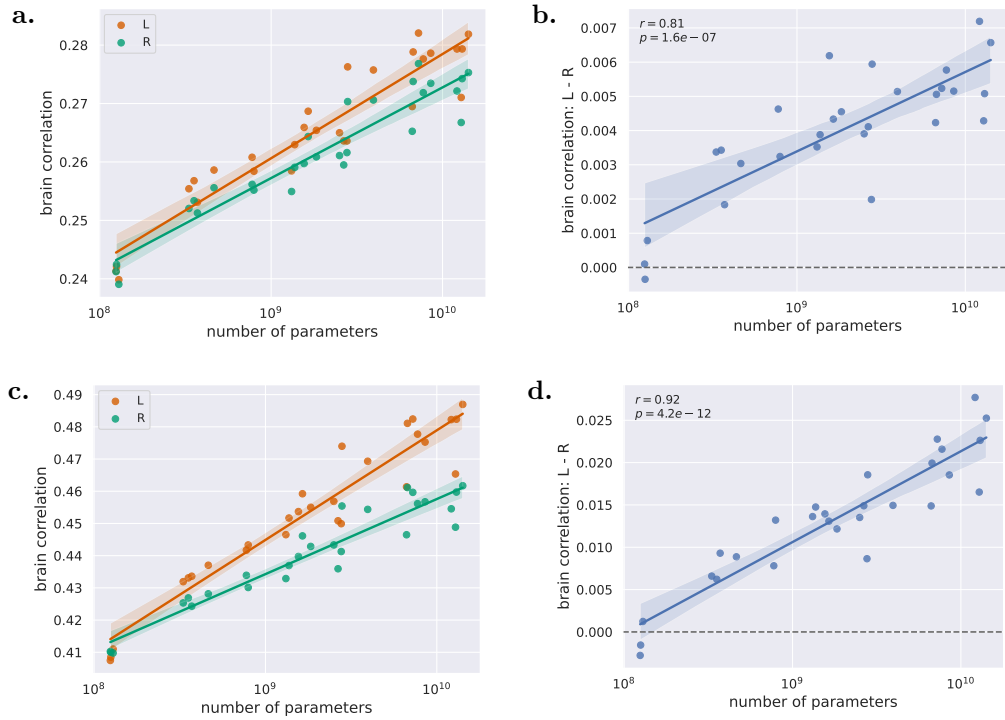 a.
L
R
0.28
0.27
0.26
0.25
0.24
brain correlation
10^8
10^9
10^10
number of parameters
b.
r = 0.81
p = 1.6e − 07
0.007
0.006
0.005
0.004
0.003
0.002
0.001
0.000
brain correlation: L - R
10^8
10^9
10^10
number of parameters
c.
L
R
0.49
0.48
0.47
0.46
0.45
0.44
0.43
0.42
0.41
brain correlation
10^8
10^9
10^10
number of parameters
d.
r = 0.92
p = 4.2e − 12
0.025
0.020
0.015
0.010
0.005
0.000
brain correlation: L - R
10^8
10^9
10^10
number of parameters